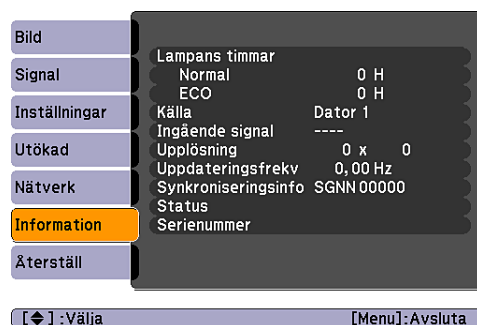 Bild
Signal
Inställningar
Utökad
Nätverk
Information
Återställ
Lampans timmar
Normal 0 H
ECO 0 H
Källa Dator 1
Ingående signal ----
Upplösning 0 x 0
Uppdateringsfrekv 0,00 Hz
Synkroniseringsinfo SGNN 00000
Status
Serienummer
[◆] :Välja [Menu]:Avsluta